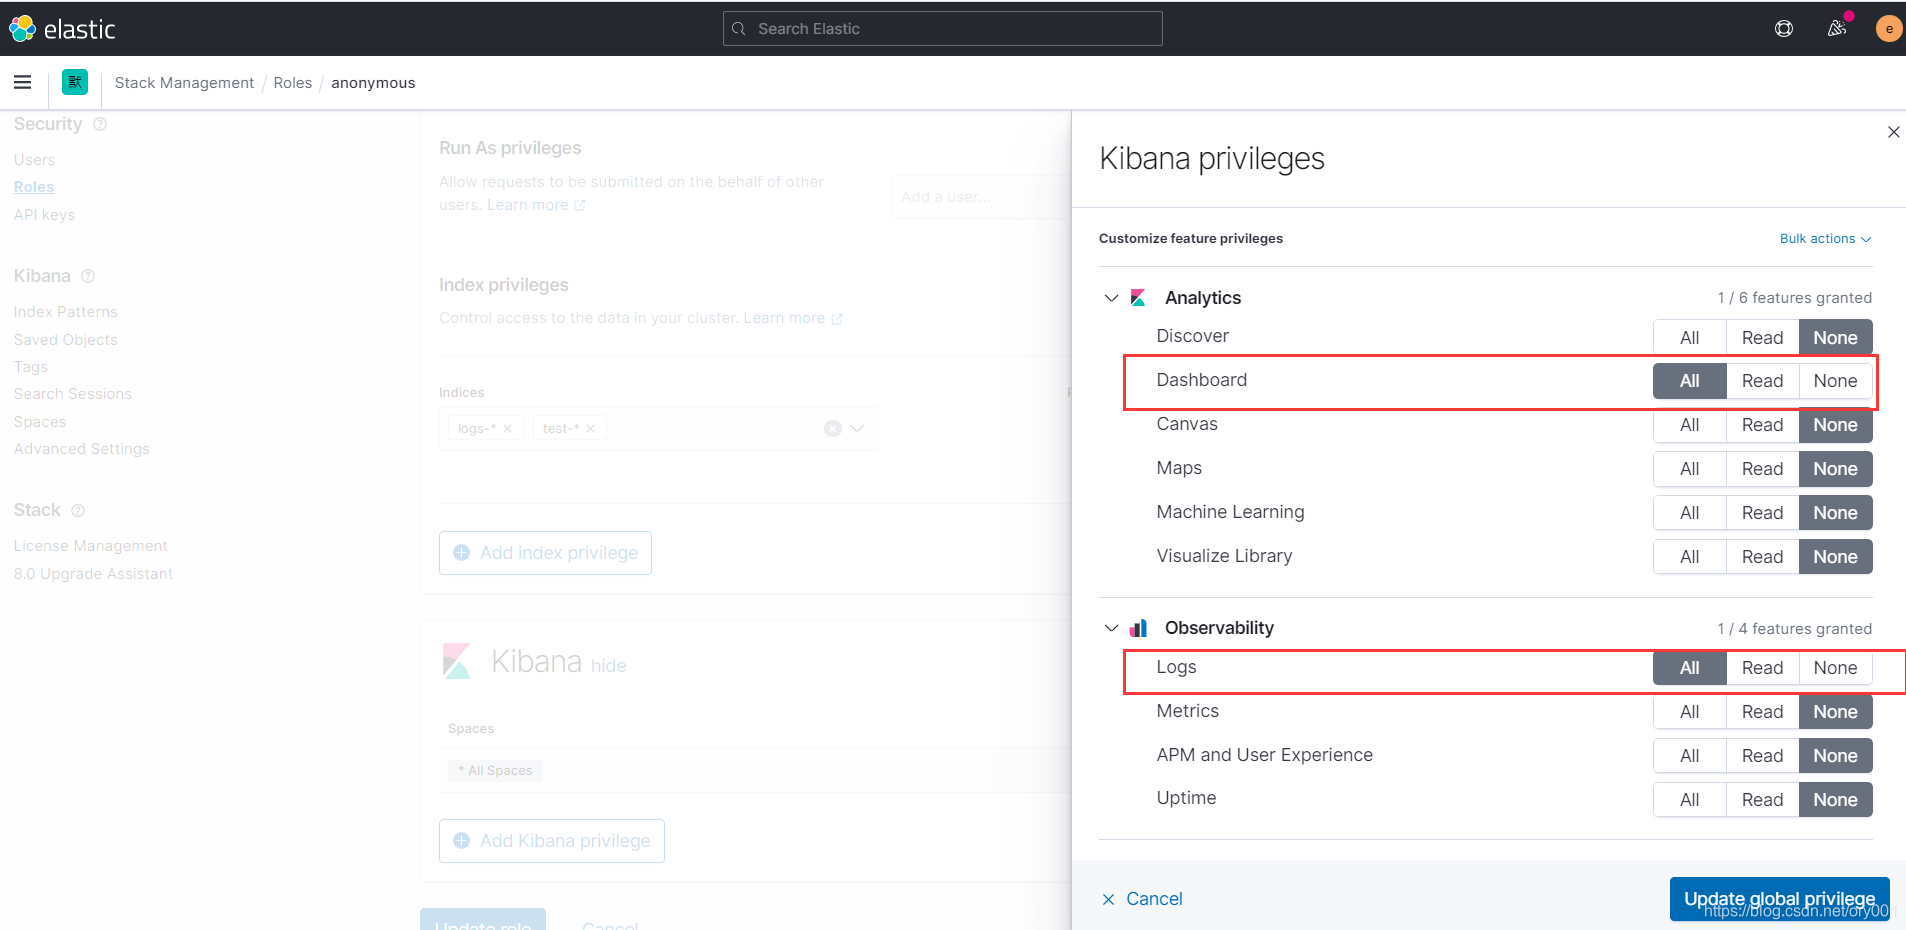 elastic
Search Elastic
e
默
Stack Management / Roles / anonymous
Security
Users
Roles
API keys
Kibana
Index Patterns
Saved Objects
Tags
Search Sessions
Spaces
Advanced Settings
Stack
License Management
8.0 Upgrade Assistant
Run As privileges
Allow requests to be submitted on the behalf of other
users. Learn more
Add a user...
Index privileges
Control access to the data in your cluster. Learn more
Indices
logs-* test-*
Add index privilege
Kibana hide
Spaces
* All Spaces
Add Kibana privilege
Update role Cancel
Kibana privileges
Customize feature privileges Bulk actions
Analytics 1 / 6 features granted
Discover All Read None
Dashboard All Read None
Canvas All Read None
Maps All Read None
Machine Learning All Read None
Visualize Library All Read None
Observability 1 / 4 features granted
Logs All Read None
Metrics All Read None
APM and User Experience All Read None
Uptime All Read None
Cancel Update global privilege